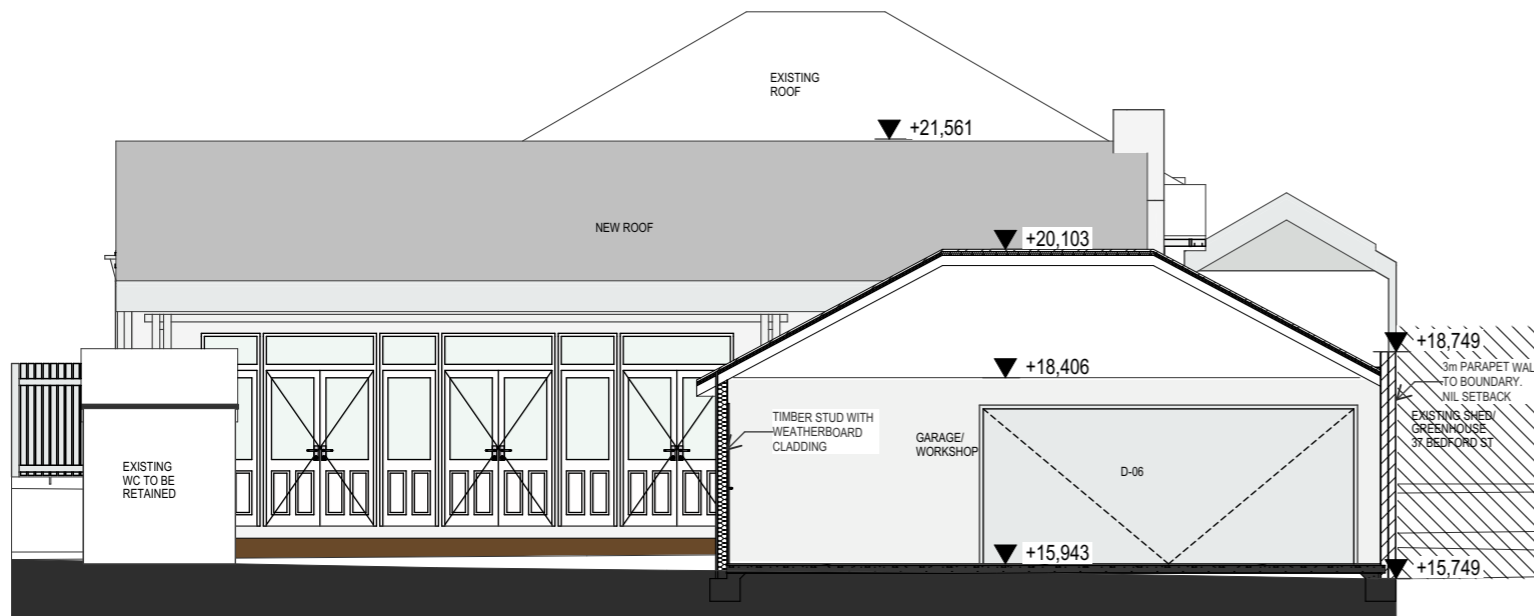 EXISTING
ROOF
+21,561
NEW ROOF
+20,103
+18,749
+18,406
3m PARAPET WAL
TO BOUNDARY.
NIL SETBACK
TIMBER STUD WITH
WEATHERBOARD
CLADDING
GARAGE/
WORKSHOP
EXISTING SHED/
GREENHOUSE
37 BEDFORD ST
EXISTING
WC TO BE
RETAINED
D-06
+15,943
+15,749